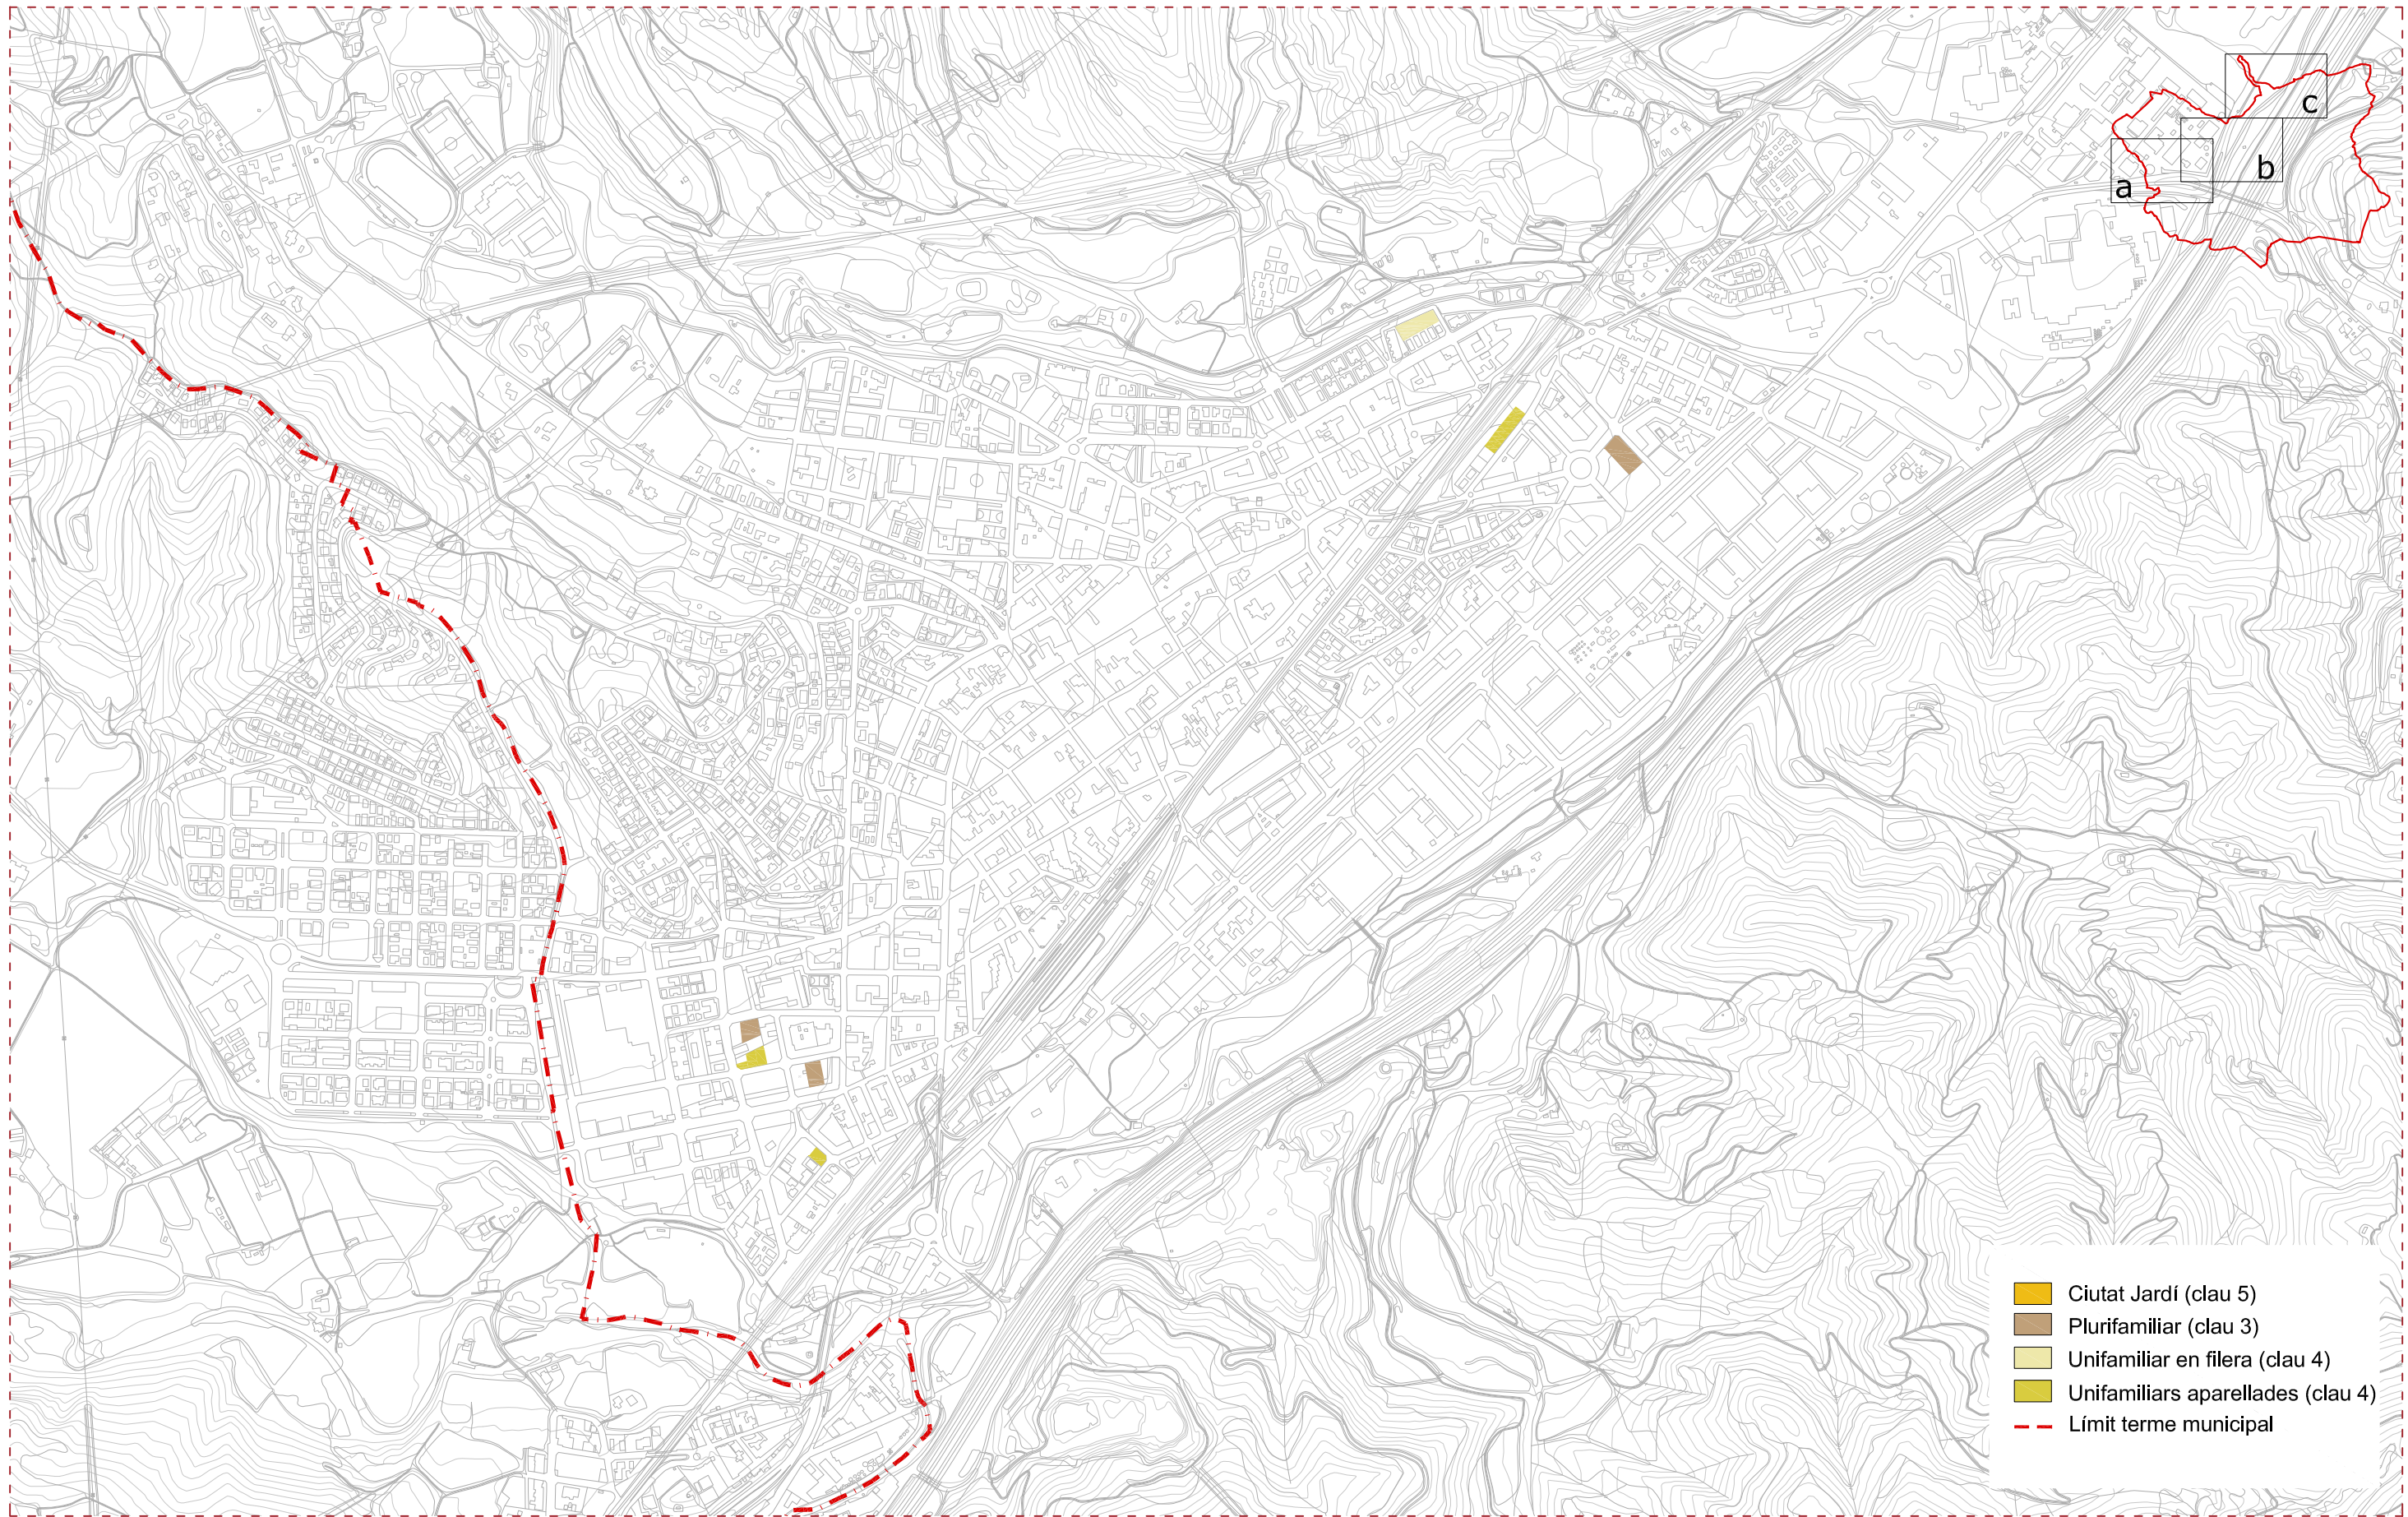 c
b
a
Ciutat Jardí (clau 5)
Plurifamiliar (clau 3)
Unifamiliar en filera (clau 4)
Unifamiliars aparellades (clau 4)
Límit terme municipal